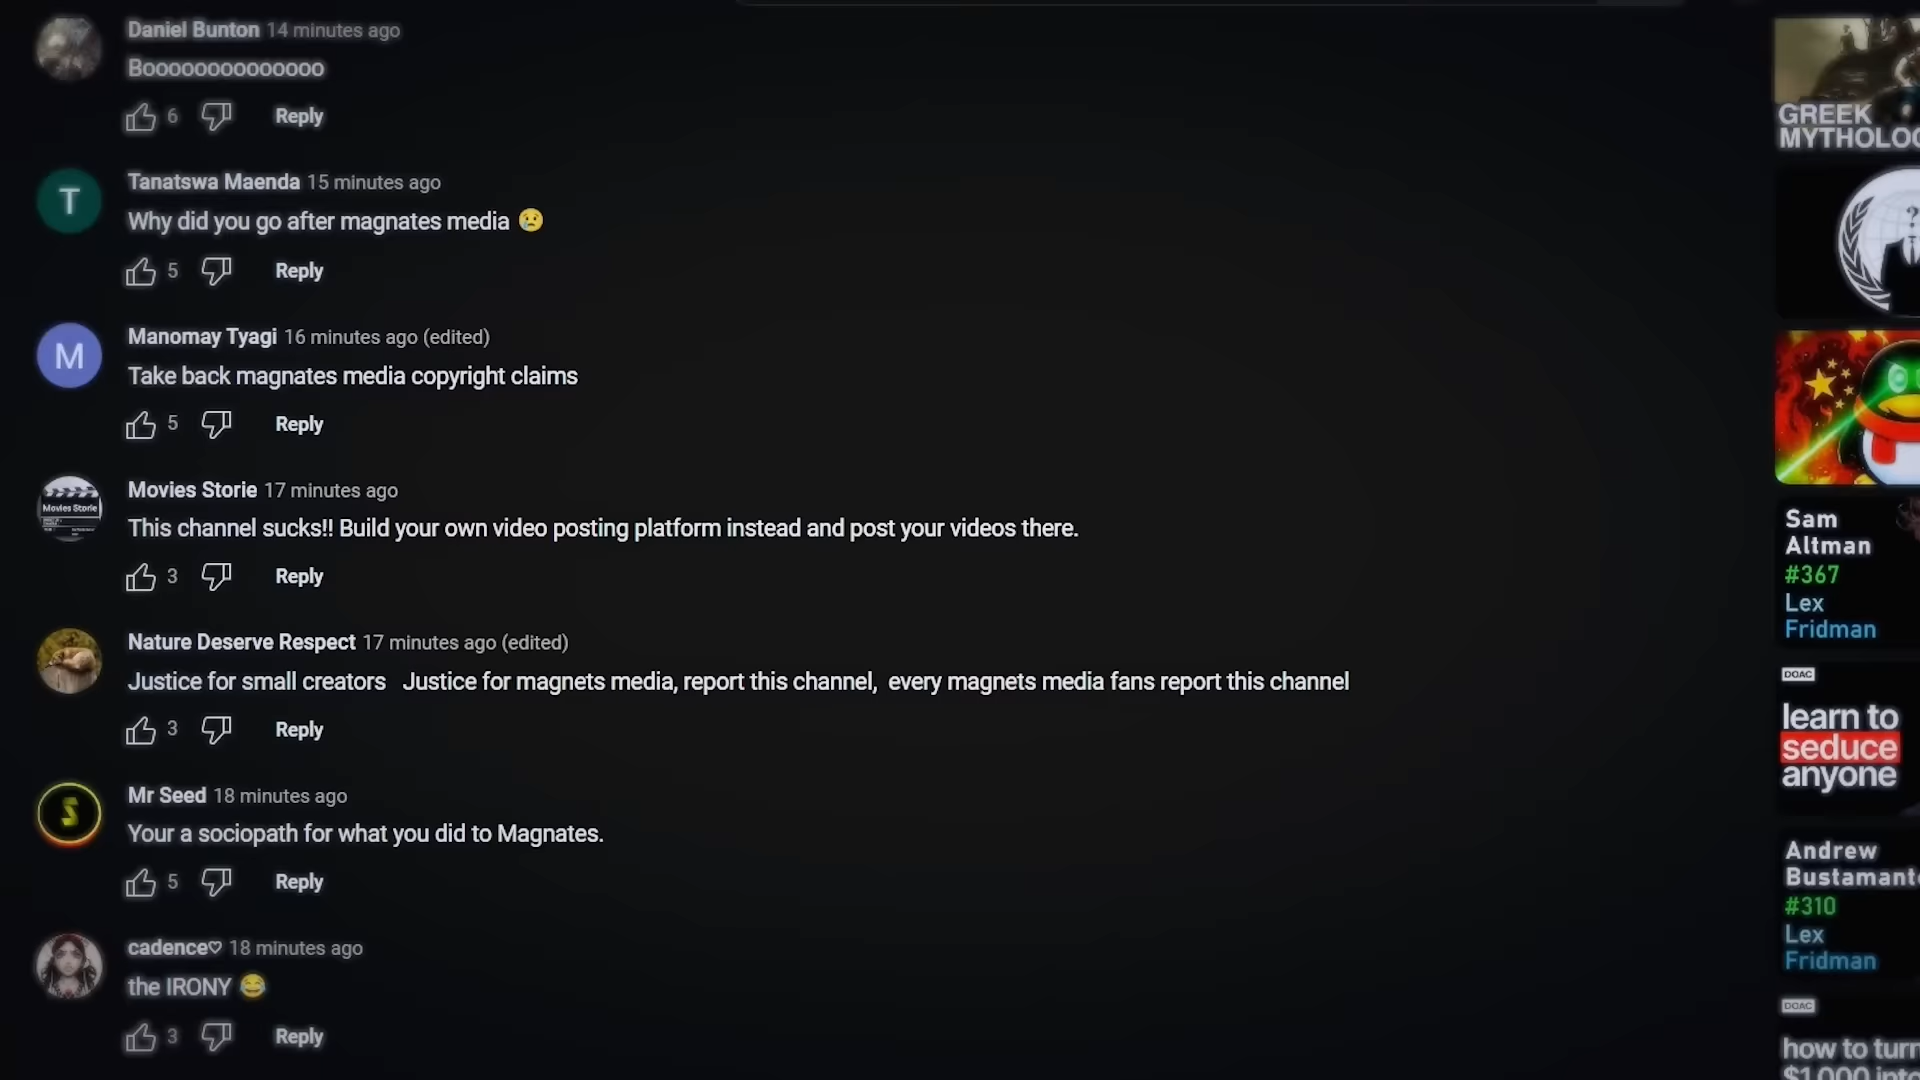 Daniel Bunton 14 minutes ago
Boooooooooooooo
6 Reply
T
Tanatswa Maenda 15 minutes ago
Why did you go after magnates media 😢
5 Reply
M
Manomay Tyagi 16 minutes ago (edited)
Take back magnates media copyright claims
5 Reply
Movies Storie
Movies Storie 17 minutes ago
This channel sucks!! Build your own video posting platform instead and post your videos there.
3 Reply
Nature Deserve Respect 17 minutes ago (edited)
Justice for small creators Justice for magnets media, report this channel, every magnets media fans report this channel
3 Reply
S
Mr Seed 18 minutes ago
Your a sociopath for what you did to Magnates.
5 Reply
cadence♡ 18 minutes ago
the IRONY 😂
3 Reply
GREEK
MYTHOLOG
?
Sam
Altman
#367
Lex
Fridman
DOAC
learn to
seduce
anyone
Andrew
Bustamante
#310
Lex
Fridman
DOAC
how to turn
$1,000 into